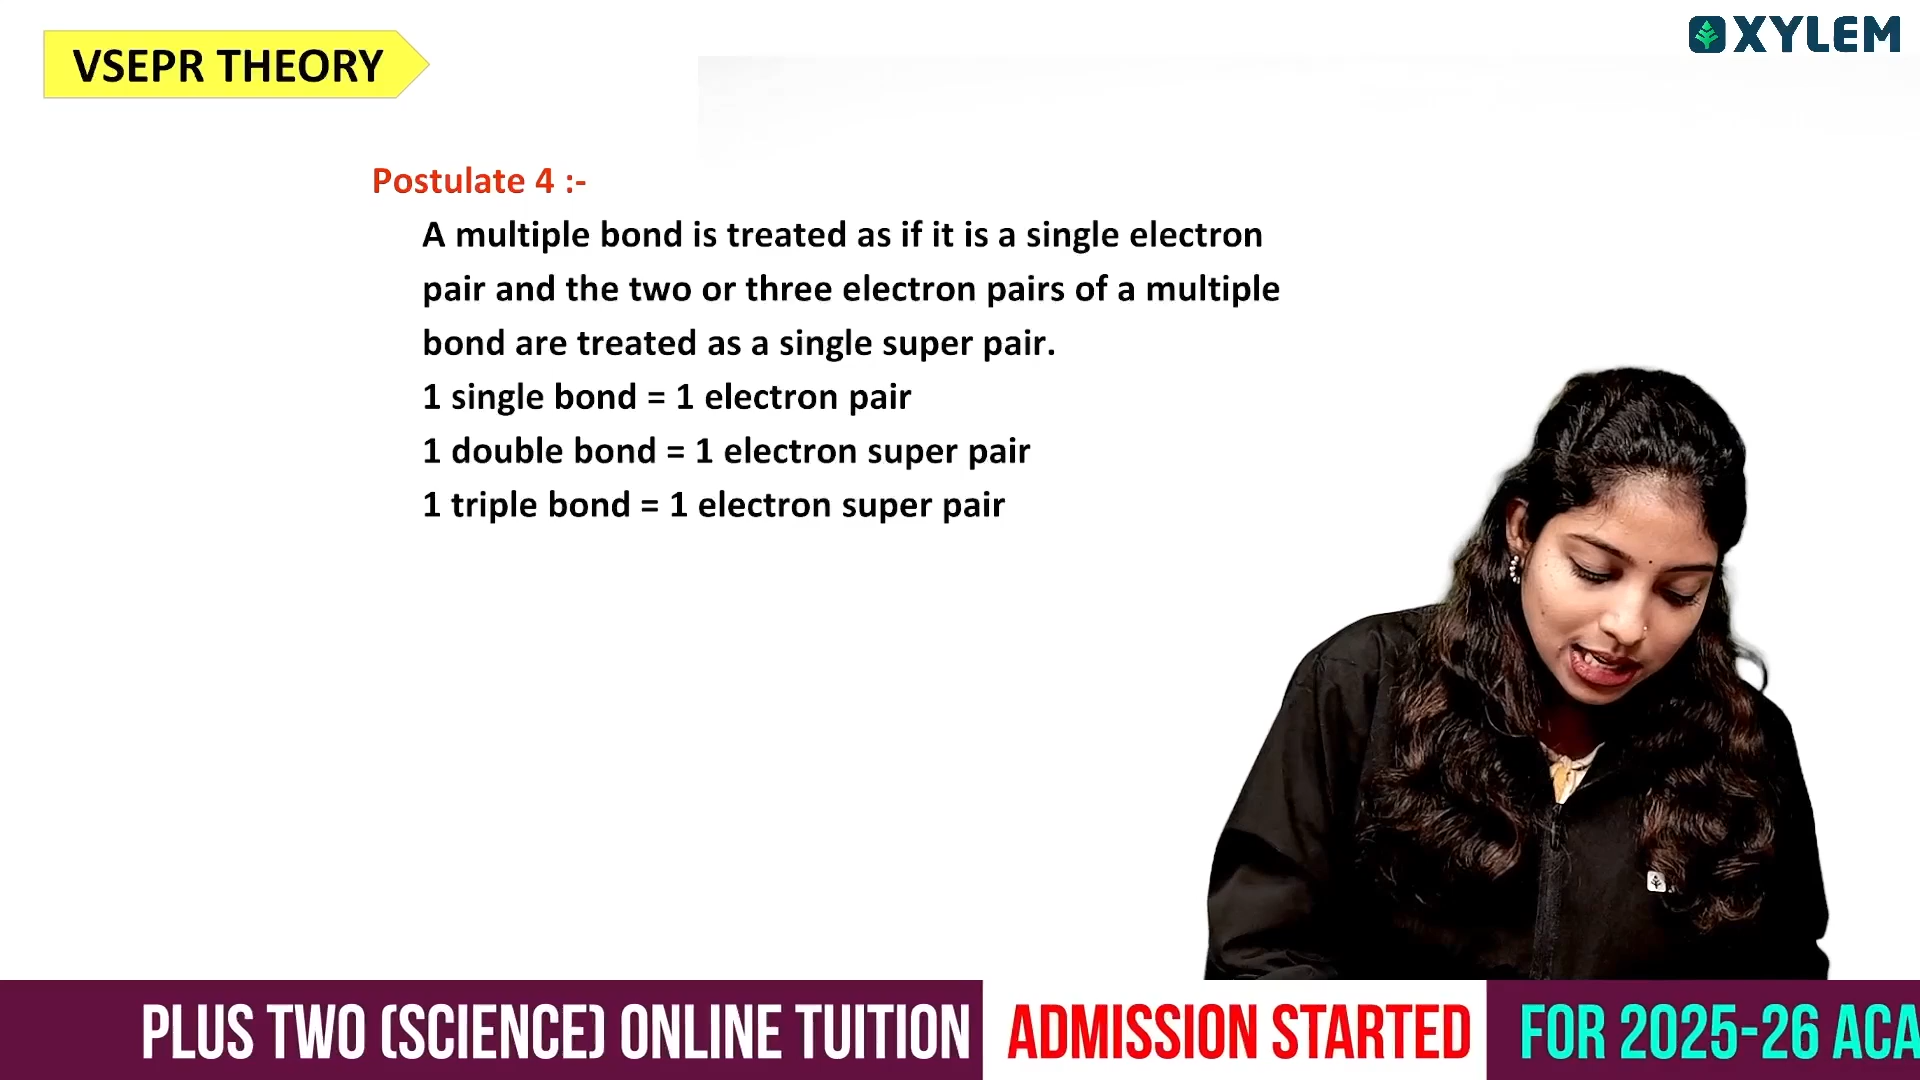 VSEPR THEORY
XYLEM
Postulate 4 :-
A multiple bond is treated as if it is a single electron
pair and the two or three electron pairs of a multiple
bond are treated as a single super pair.
1 single bond = 1 electron pair
1 double bond = 1 electron super pair
1 triple bond = 1 electron super pair
PLUS TWO (SCIENCE) ONLINE TUITION ADMISSION STARTED FOR 2025-26 ACA